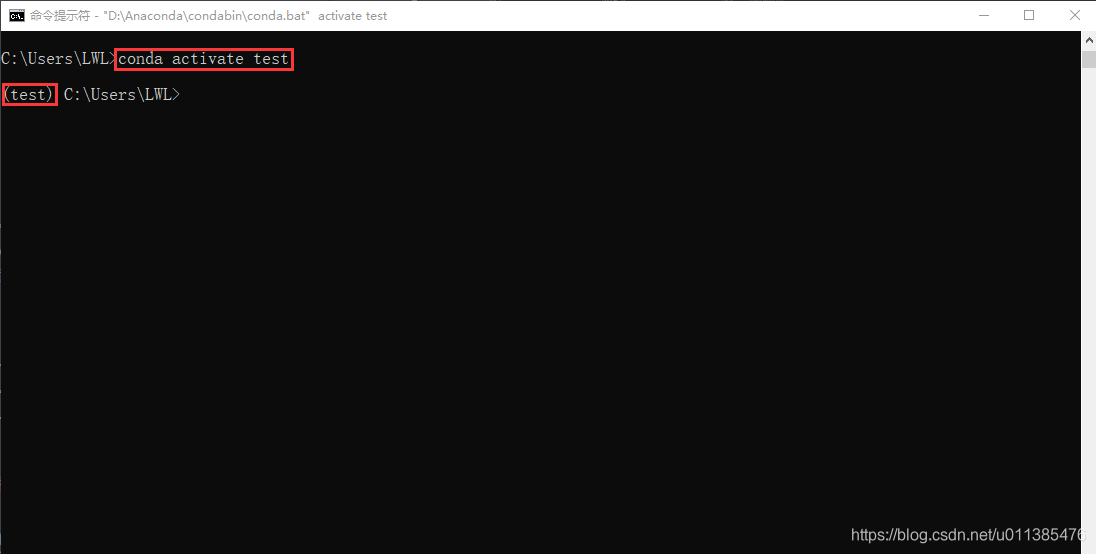 命令提示符 - "D:\Anaconda\condabin\conda.bat" activate test
C:\Users\LWL>conda activate test
(test) C:\Users\LWL>
https://blog.csdn.net/u011385476